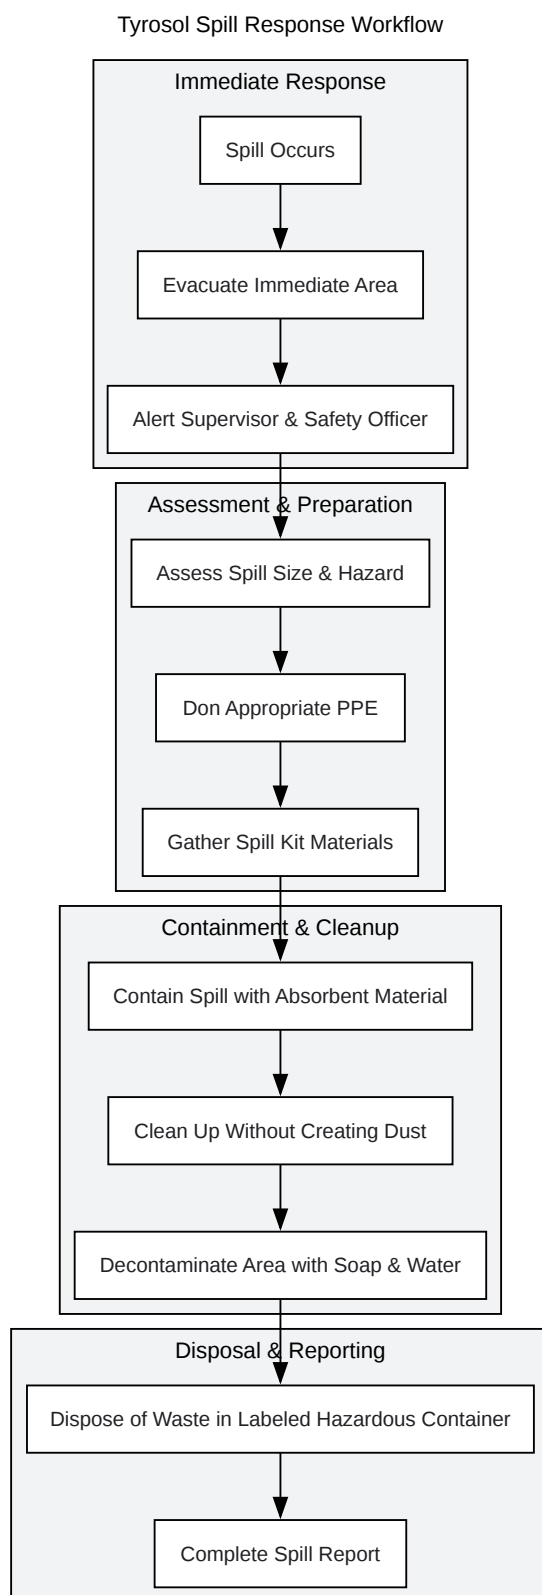 Tyrosol Spill Response Workflow
Immediate Response
Spill Occurs
Evacuate Immediate Area
Alert Supervisor & Safety Officer
Assessment & Preparation
Assess Spill Size & Hazard
Don Appropriate PPE
Gather Spill Kit Materials
Containment & Cleanup
Contain Spill with Absorbent Material
Clean Up Without Creating Dust
Decontaminate Area with Soap & Water
Disposal & Reporting
Dispose of Waste in Labeled Hazardous Container
Complete Spill Report